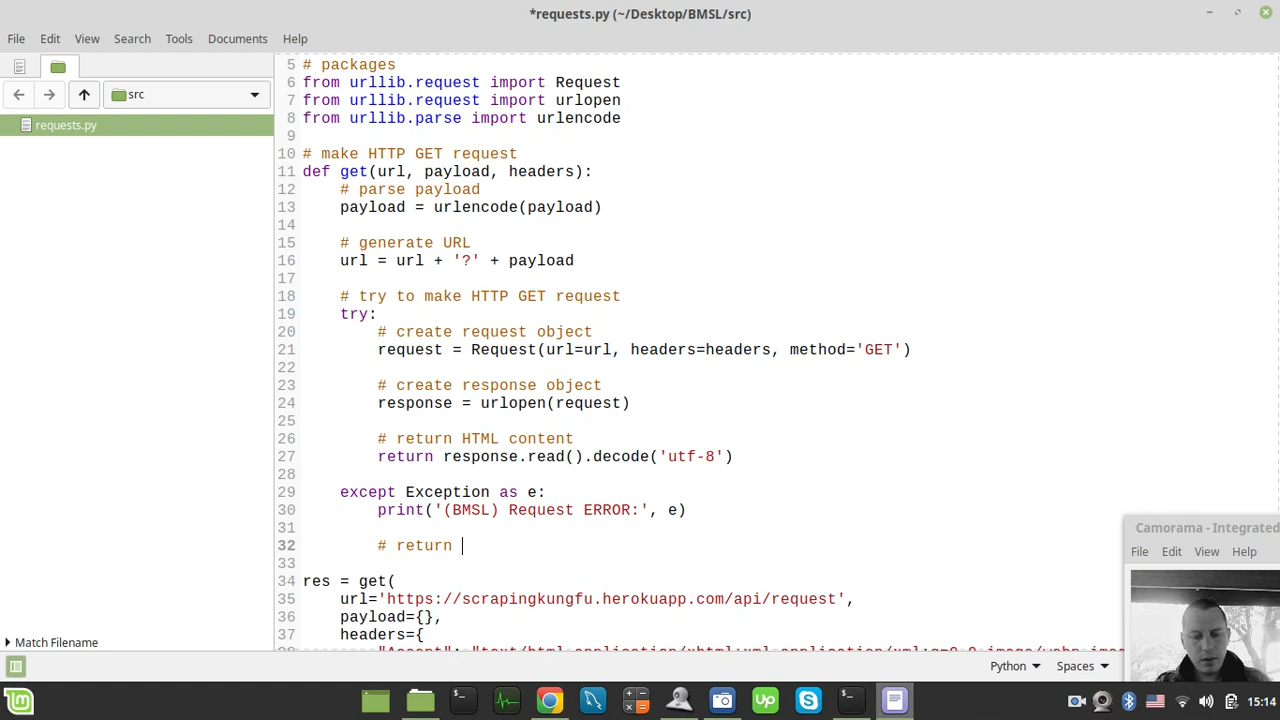 *requests.py (~/Desktop/BMSL/src)
File Edit View Search Tools Documents Help
src
requests.py
5 # packages
6 from urllib.request import Request
7 from urllib.request import urlopen
8 from urllib.parse import urlencode
9
10 # make HTTP GET request
11 def get(url, payload, headers):
12 # parse payload
13 payload = urlencode(payload)
14
15 # generate URL
16 url = url + '?' + payload
17
18 # try to make HTTP GET request
19 try:
20 # create request object
21 request = Request(url=url, headers=headers, method='GET')
22
23 # create response object
24 response = urlopen(request)
25
26 # return HTML content
27 return response.read().decode('utf-8')
28
29 except Exception as e:
30 print('(BMSL) Request ERROR:', e)
31
32 # return
33
34 res = get(
35 url='https://scrapingkungfu.herokuapp.com/api/request',
36 payload={},
37 headers={
Match Filename
Camorama - Integrated
File Edit View Help
Python Spaces
Up
15:14